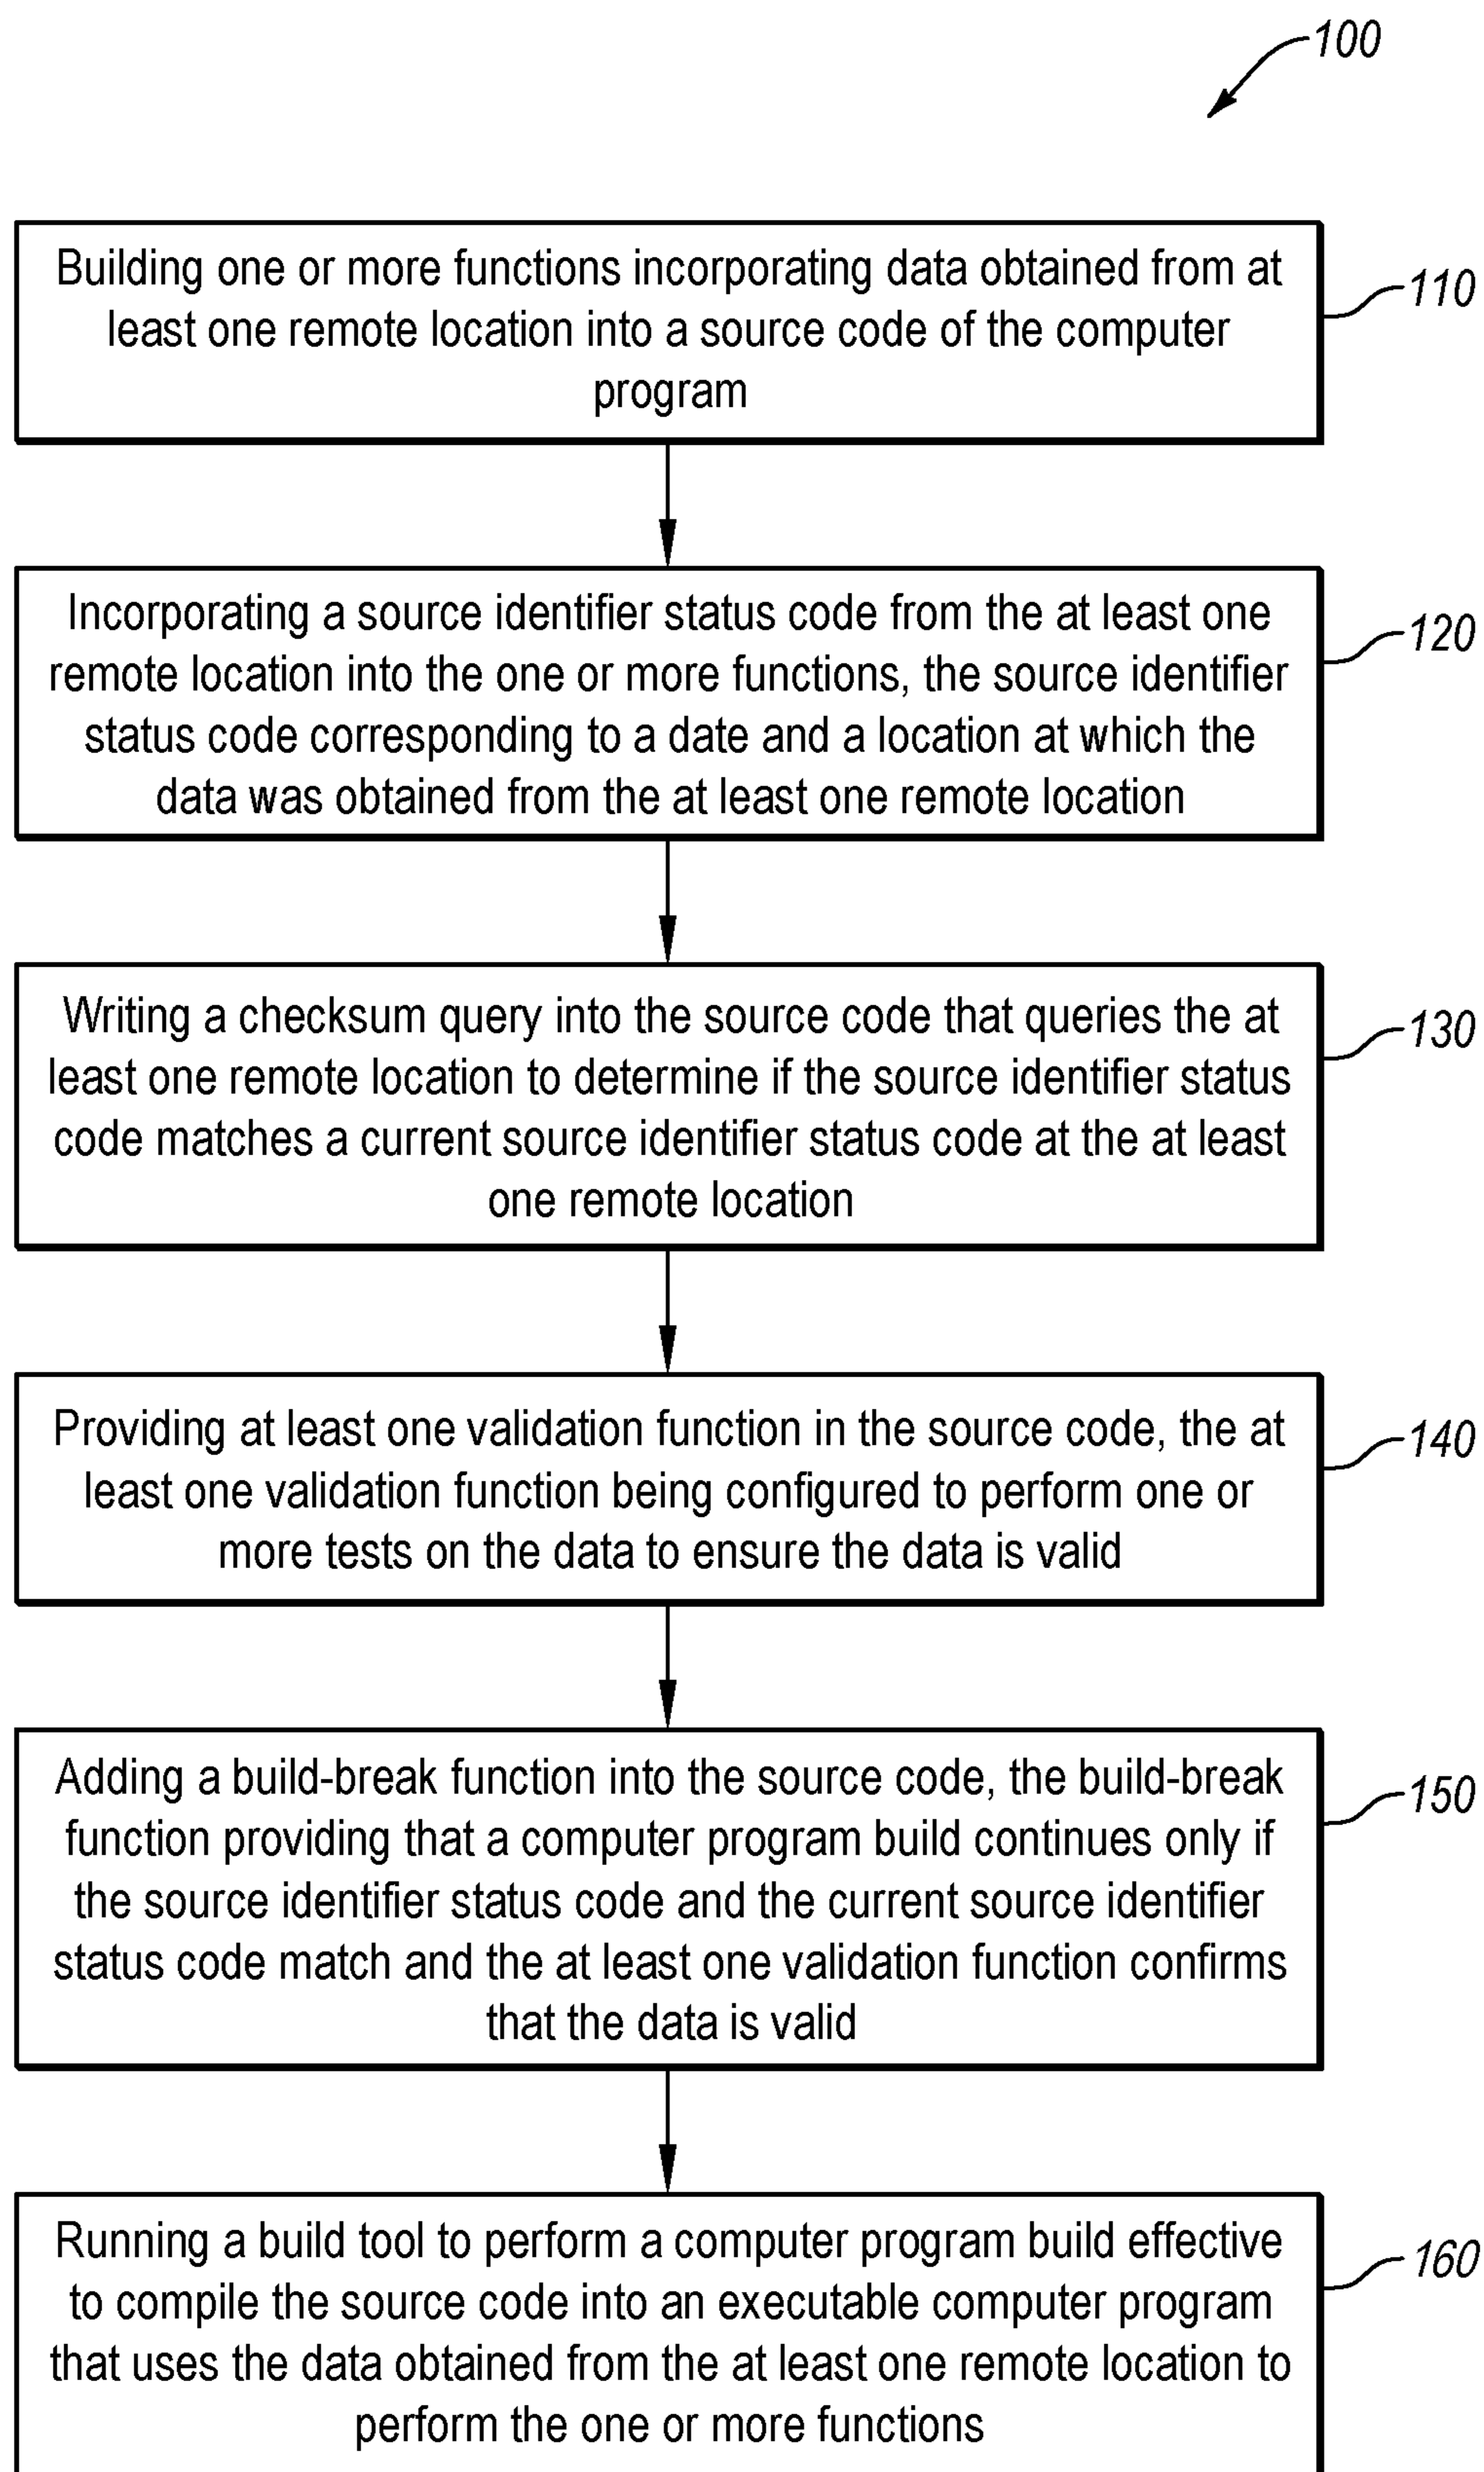 100
Building one or more functions incorporating data obtained from at
least one remote location into a source code of the computer
program
110
Incorporating a source identifier status code from the at least one
remote location into the one or more functions, the source identifier
status code corresponding to a date and a location at which the
data was obtained from the at least one remote location
120
Writing a checksum query into the source code that queries the at
least one remote location to determine if the source identifier status
code matches a current source identifier status code at the at least
one remote location
130
Providing at least one validation function in the source code, the at
least one validation function being configured to perform one or
more tests on the data to ensure the data is valid
140
Adding a build-break function into the source code, the build-break
function providing that a computer program build continues only if
the source identifier status code and the current source identifier
status code match and the at least one validation function confirms
that the data is valid
150
Running a build tool to perform a computer program build effective
to compile the source code into an executable computer program
that uses the data obtained from the at least one remote location to
perform the one or more functions
160